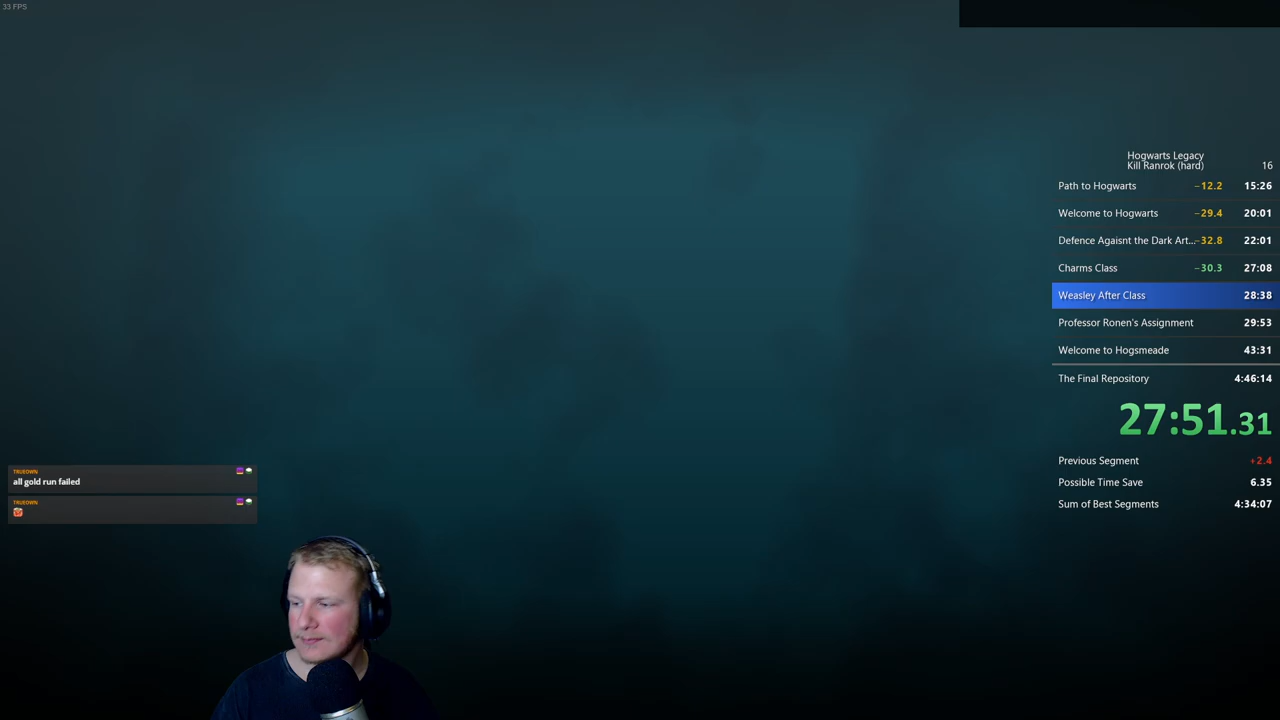 33 FPS
Hogwarts Legacy
Kill Ranrok (hard) 16
Path to Hogwarts −12.2 15:26
Welcome to Hogwarts −29.4 20:01
Defence Agaisnt the Dark Art... −32.8 22:01
Charms Class −30.3 27:08
Weasley After Class 28:38
Professor Ronen's Assignment 29:53
Welcome to Hogsmeade 43:31
The Final Repository 4:46:14
27:51.31
Previous Segment +2.4
Possible Time Save 6.35
Sum of Best Segments 4:34:07
TRUEOWN
all gold run failed
TRUEOWN